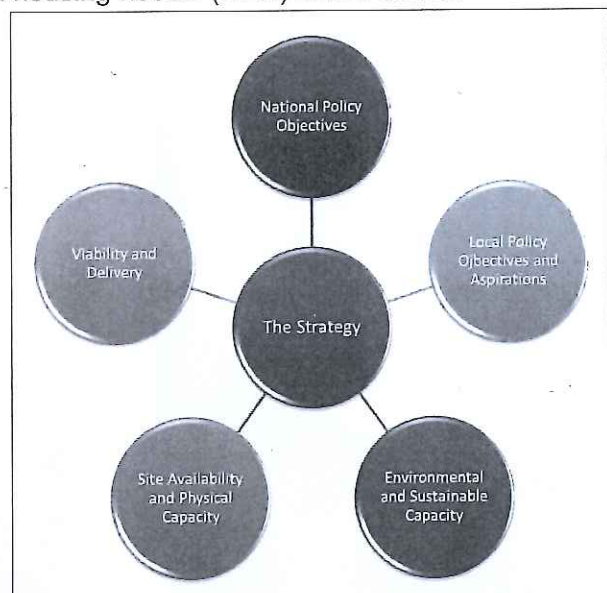 National Policy
Objectives
Viability and
Delivery
Local Policy
Ojbectives and
Aspirations
The Strategy
Site Availability
and Physical
Capacity
Environmental
and Sustainable
Capacity